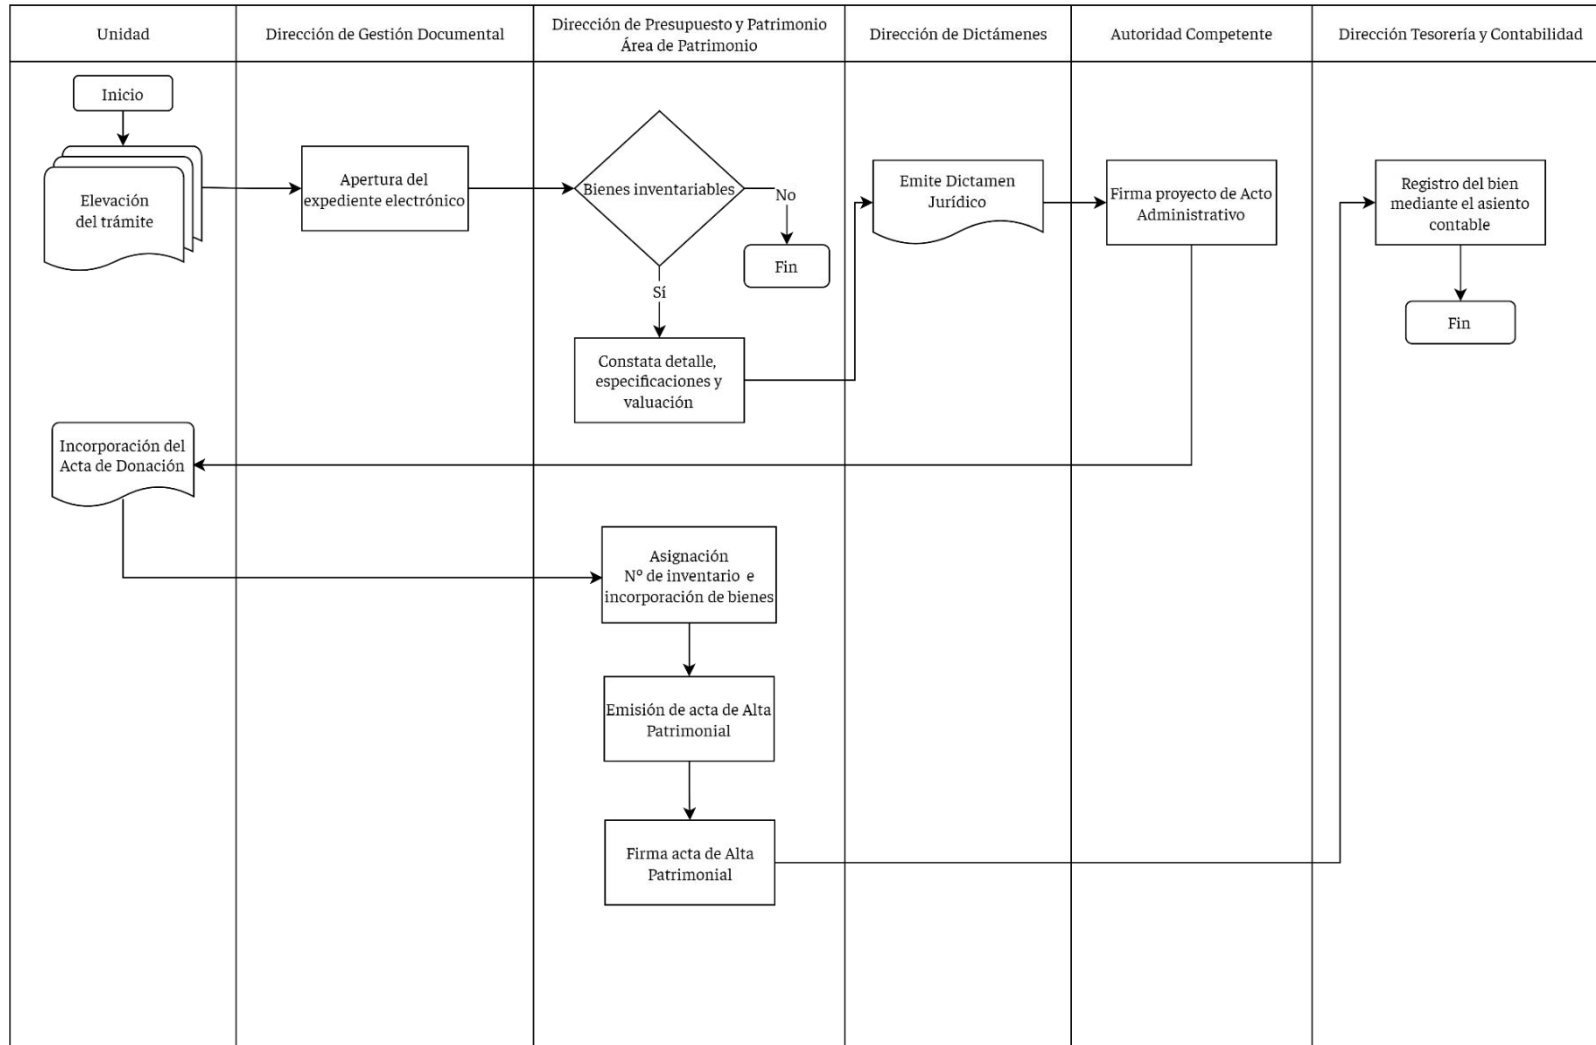 Unidad
Dirección de Gestión Documental
Dirección de Presupuesto y Patrimonio
Área de Patrimonio
Dirección de Dictámenes
Autoridad Competente
Dirección Tesorería y Contabilidad
Inicio
Elevación
del trámite
Apertura del
expediente electrónico
Bienes inventariables
No
Fin
Sí
Constata detalle,
especificaciones y
valuación
Emite Dictamen
Jurídico
Firma proyecto de Acto
Administrativo
Registro del bien
mediante el asiento
contable
Fin
Incorporación del
Acta de Donación
Asignación
Nº de inventario e
incorporación de bienes
Emisión de acta de Alta
Patrimonial
Firma acta de Alta
Patrimonial